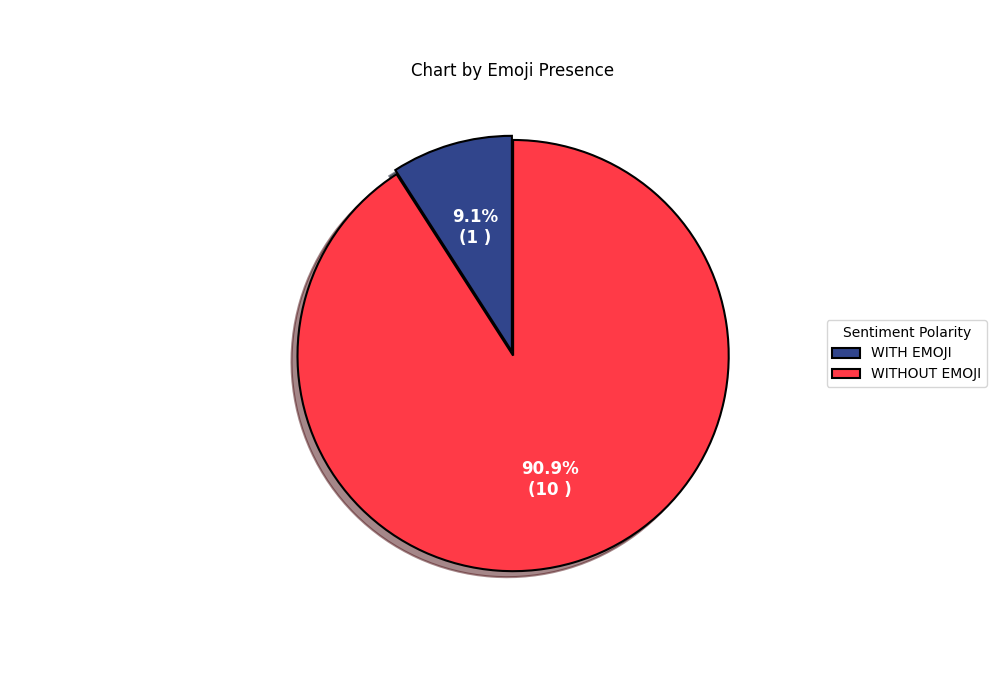 Chart by Emoji Presence
9.1%
(1 )
90.9%
(10 )
Sentiment Polarity
WITH EMOJI
WITHOUT EMOJI